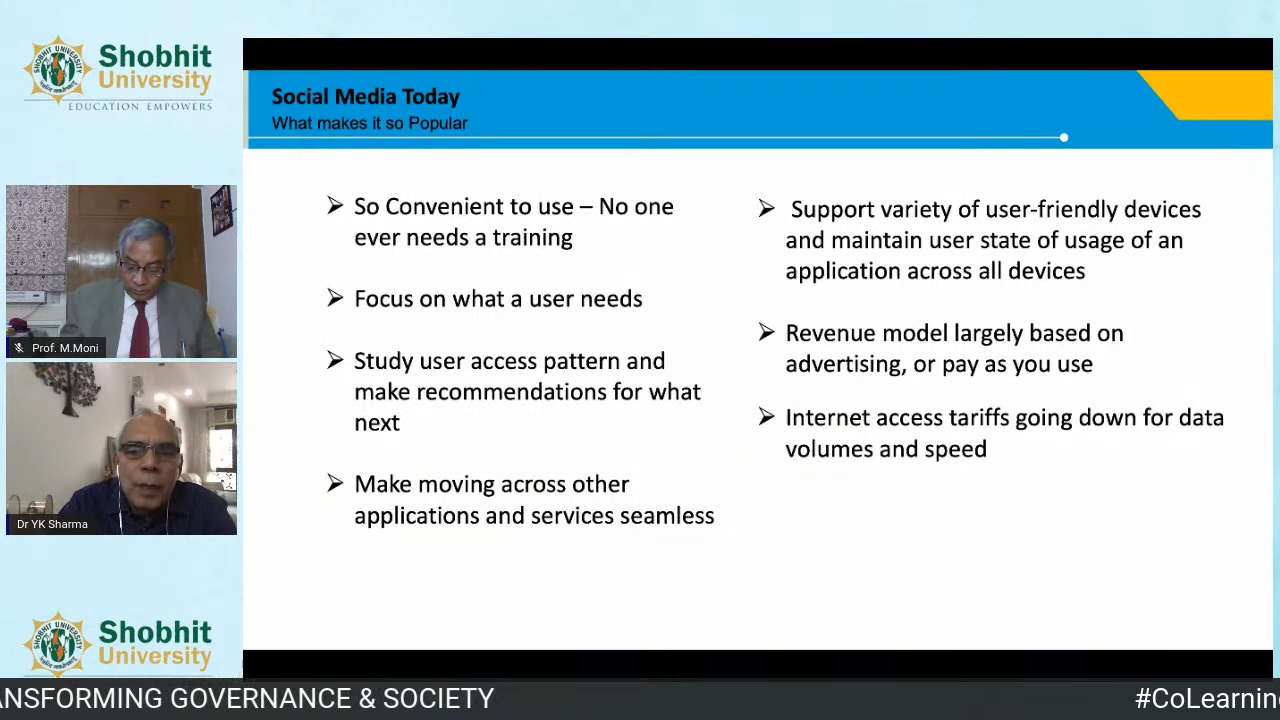 Shobhit
University
EDUCATION EMPOWERS
Prof. M.Moni
Dr YK Sharma
Shobhit
University
Social Media Today
What makes it so Popular
➢ So Convenient to use – No one
ever needs a training
➢ Focus on what a user needs
➢ Study user access pattern and
make recommendations for what
next
➢ Make moving across other
applications and services seamless
➢ Support variety of user-friendly devices
and maintain user state of usage of an
application across all devices
➢ Revenue model largely based on
advertising, or pay as you use
➢ Internet access tariffs going down for data
volumes and speed
ANSFORMING GOVERNANCE & SOCIETY
#CoLearnin